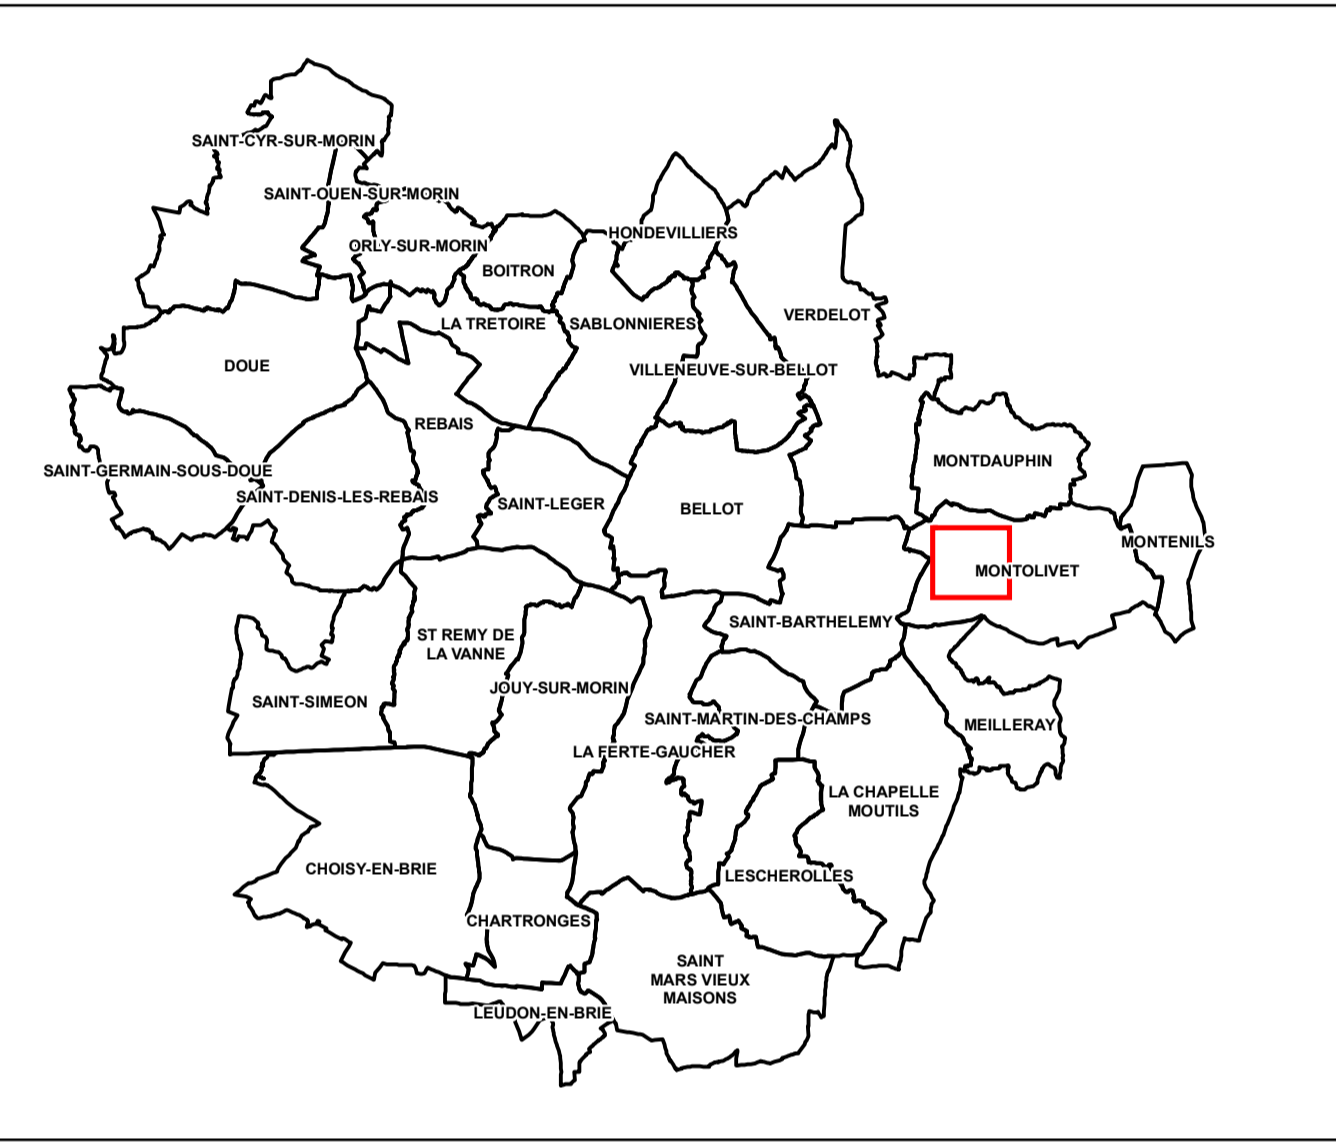 SAINT-CYR-SUR-MORIN
SAINT-OUEN-SUR-MORIN
HONDEVILLIERS
ORLY-SUR-MORIN
BOITRON
VERDELOT
LA TRETOIRE
SABLONNIERES
DOUE
VILLENEUVE-SUR-BELLOT
REBAIS
MONTDAUPHIN
SAINT-GERMAIN-SOUS-DOUE
SAINT-DENIS-LES-REBAIS
SAINT-LEGER
BELLOT
MONTENILS
MONTOLIVET
SAINT-BARTHELEMY
ST REMY DE
LA VANNE
JOUY-SUR-MORIN
SAINT-SIMEON
SAINT-MARTIN-DES-CHAMPS
MEILLERAY
LA FERTE-GAUCHER
LA CHAPELLE
MOUTILS
CHOISY-EN-BRIE
LESCHEROLLES
CHARTRONGES
SAINT
MARS VIEUX
MAISONS
LEUDON-EN-BRIE